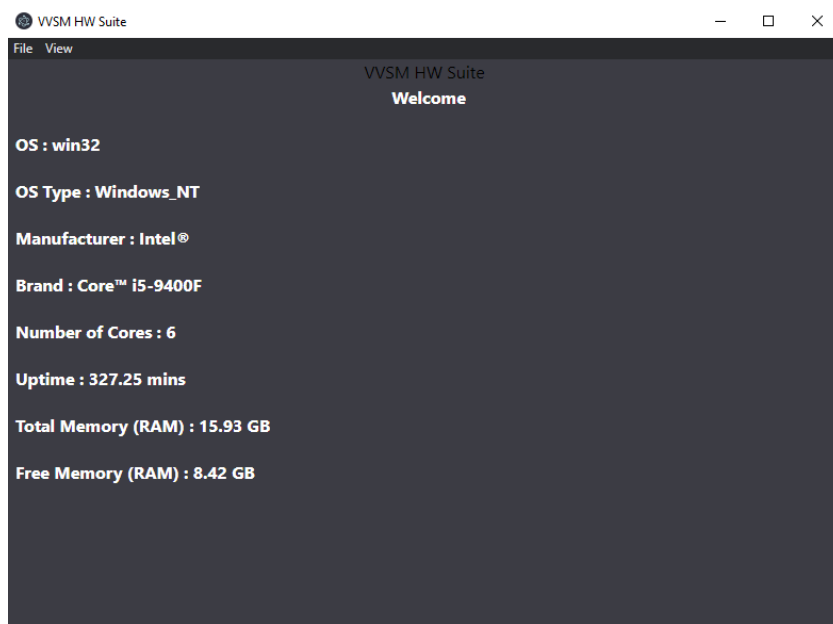 VVSM HW Suite
File View
VVSM HW Suite
Welcome
OS : win32
OS Type : Windows_NT
Manufacturer : Intel®
Brand : Core™ i5-9400F
Number of Cores : 6
Uptime : 327.25 mins
Total Memory (RAM) : 15.93 GB
Free Memory (RAM) : 8.42 GB